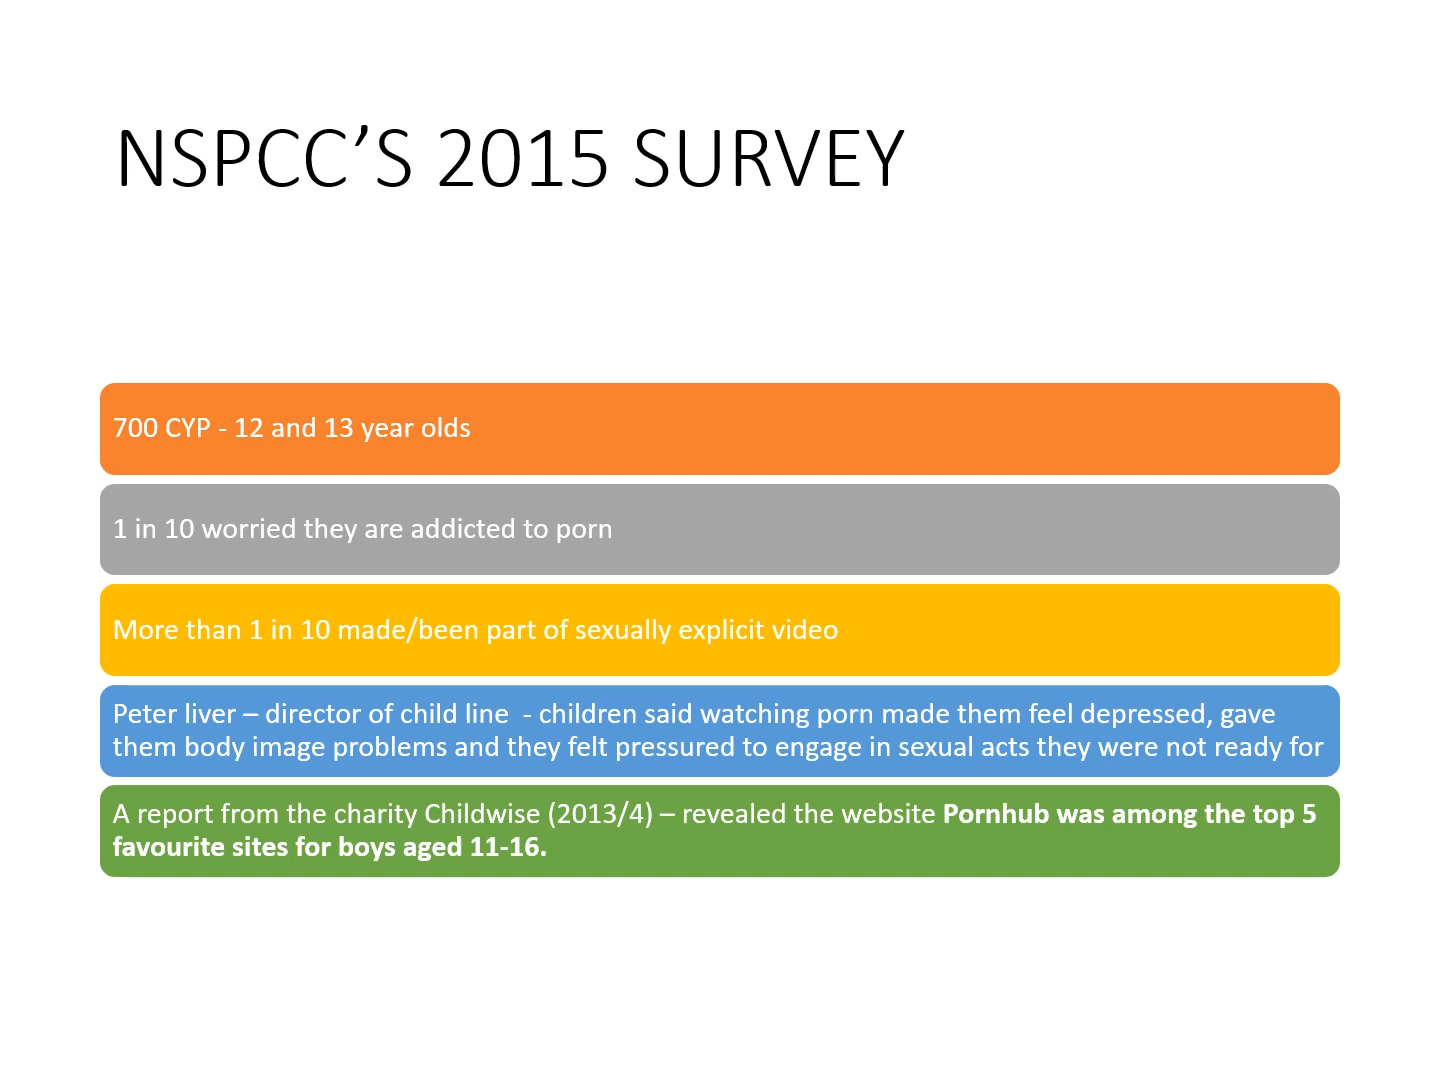 NSPCC’S 2015 SURVEY
700 CYP - 12 and 13 year olds
1 in 10 worried they are addicted to porn
More than 1 in 10 made/been part of sexually explicit video
Peter liver – director of child line  - children said watching porn made them feel depressed, gave
them body image problems and they felt pressured to engage in sexual acts they were not ready for
A report from the charity Childwise (2013/4) – revealed the website Pornhub was among the top 5
favourite sites for boys aged 11-16.